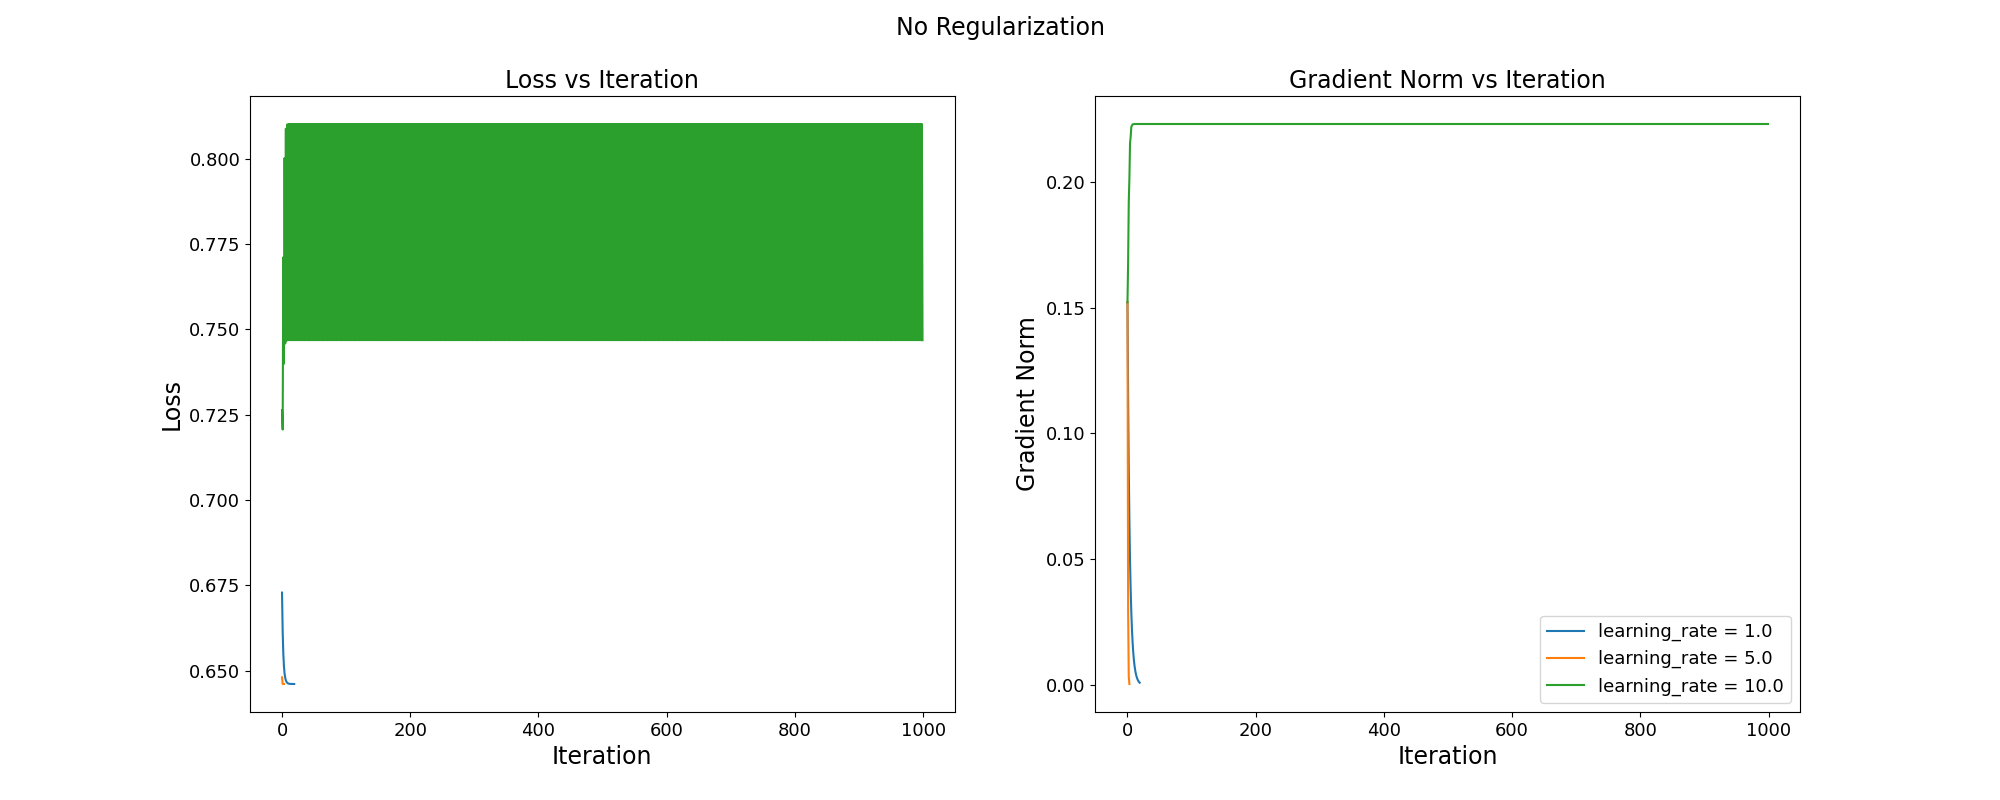 No Regularization
Loss vs Iteration
Loss
0.800
0.775
0.750
0.725
0.700
0.675
0.650
0 200 400 600 800 1000
Iteration
Gradient Norm vs Iteration
Gradient Norm
0.20
0.15
0.10
0.05
0.00
learning_rate = 1.0
learning_rate = 5.0
learning_rate = 10.0
0 200 400 600 800 1000
Iteration